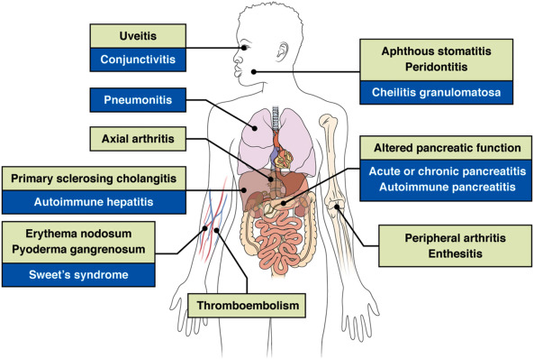 Uveitis
Conjunctivitis
Aphthous stomatitis
Peridontitis
Cheilitis granulomatosa
Pneumonitis
Axial arthritis
Altered pancreatic function
Acute or chronic pancreatitis
Autoimmune pancreatitis
Primary sclerosing cholangitis
Autoimmune hepatitis
Erythema nodosum
Pyoderma gangrenosum
Sweet's syndrome
Peripheral arthritis
Enthesitis
Thromboembolism